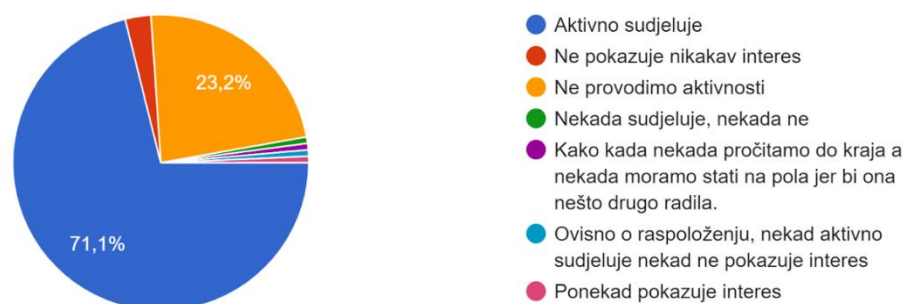 23,2%
71,1%
Aktivno sudjeluje
Ne pokazuje nikakav interes
Ne provodimo aktivnosti
Nekada sudjeluje, nekada ne
Kako kada nekada pročitamo do kraja a
nekada moramo stati na pola jer bi ona
nešto drugo radila.
Ovisno o raspoloženju, nekad aktivno
sudjeluje nekad ne pokazuje interes
Ponekad pokazuje interes